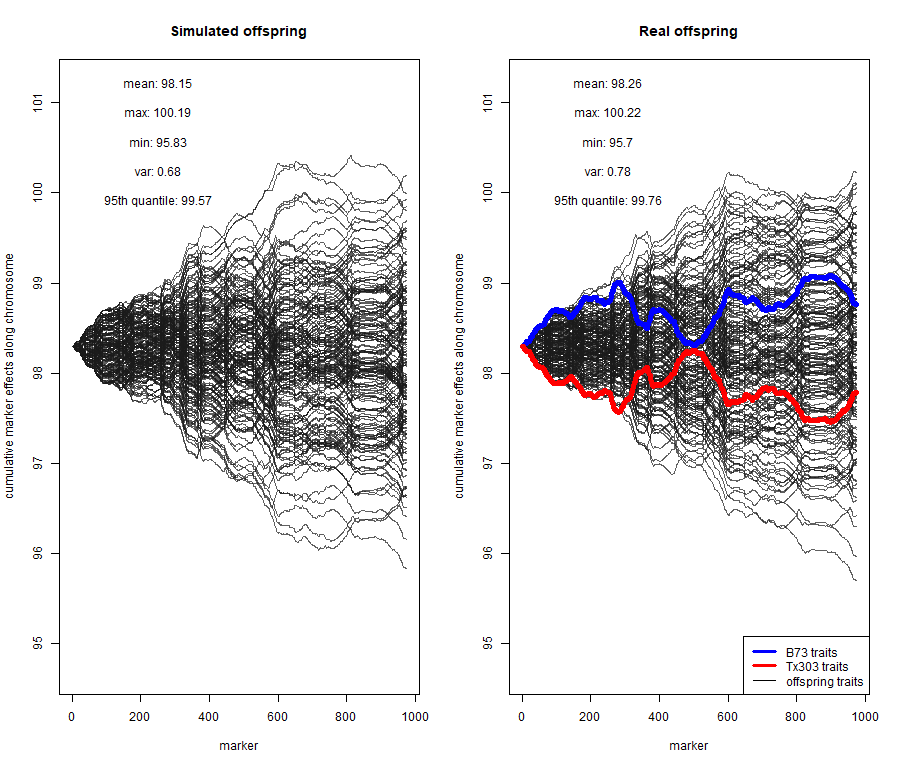 Simulated offspring
mean: 98.15
max: 100.19
min: 95.83
var: 0.68
95th quantile: 99.57
cumulative marker effects along chromosome
101
100
99
98
97
96
95
0 200 400 600 800 1000
marker
Real offspring
mean: 98.26
max: 100.22
min: 95.7
var: 0.78
95th quantile: 99.76
cumulative marker effects along chromosome
101
100
99
98
97
96
95
B73 traits
Tx303 traits
offspring traits
0 200 400 600 800 1000
marker